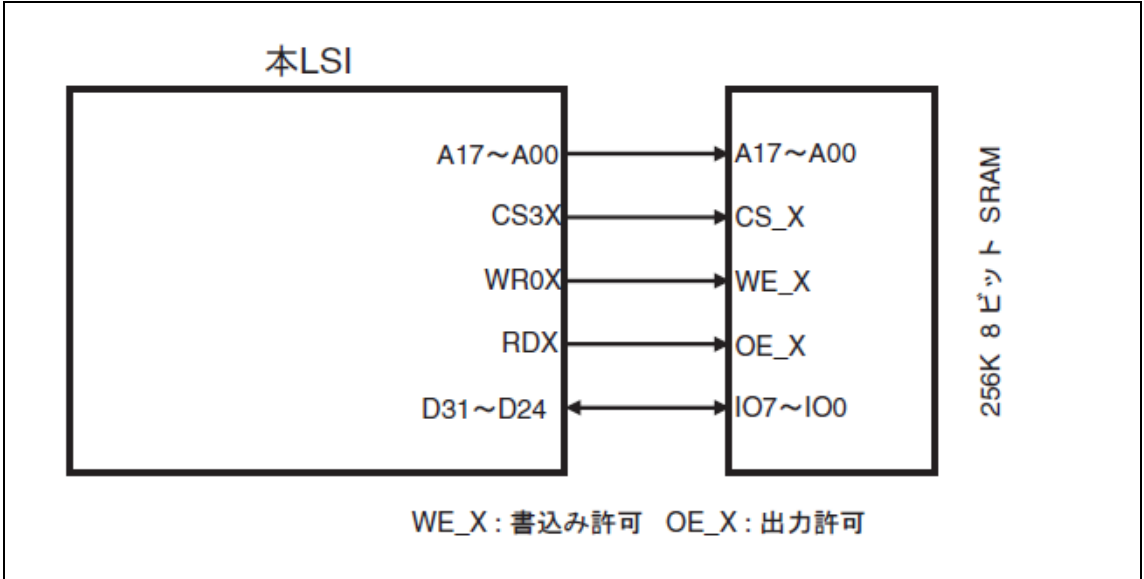 本LSI
A17～A00
CS3X
WR0X
RDX
D31～D24
A17～A00
CS_X
WE_X
OE_X
IO7～IO0
256K 8 ビット SRAM
WE_X : 書込み許可 OE_X : 出力許可